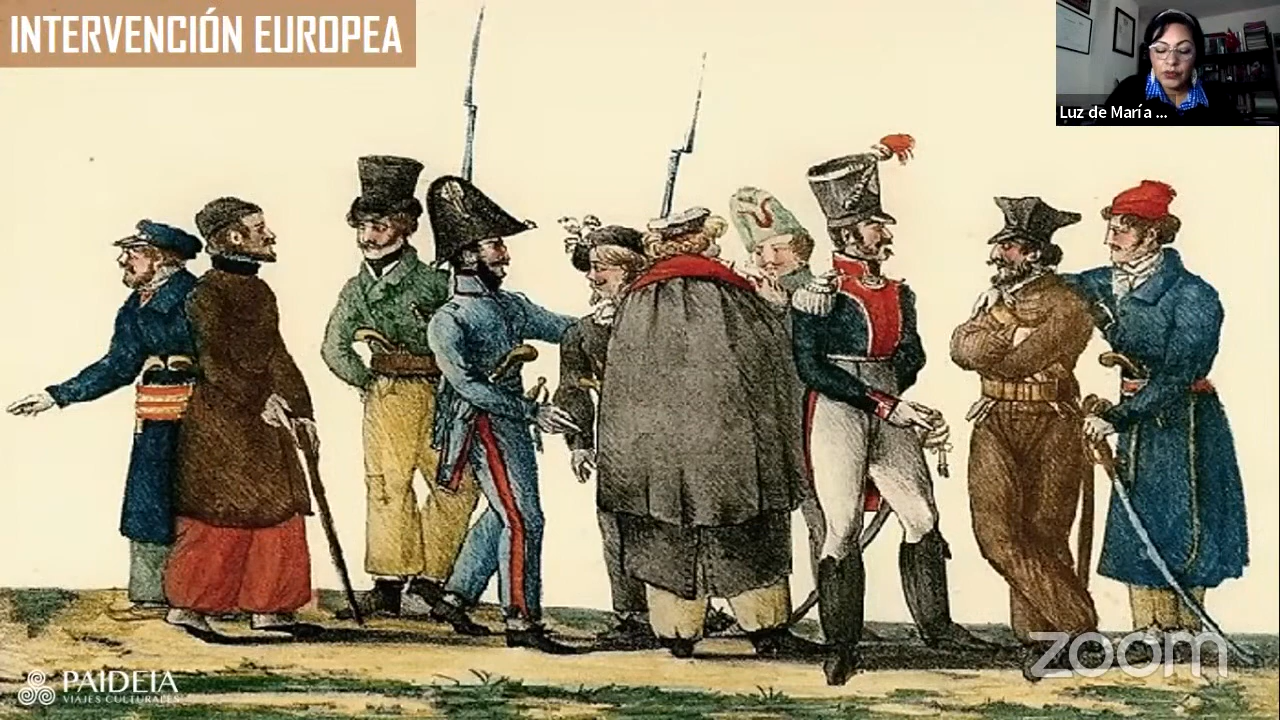 INTERVENCIÓN EUROPEA
Luz de María ...
zoom
PAIDEIA
VIAJES CULTURALES